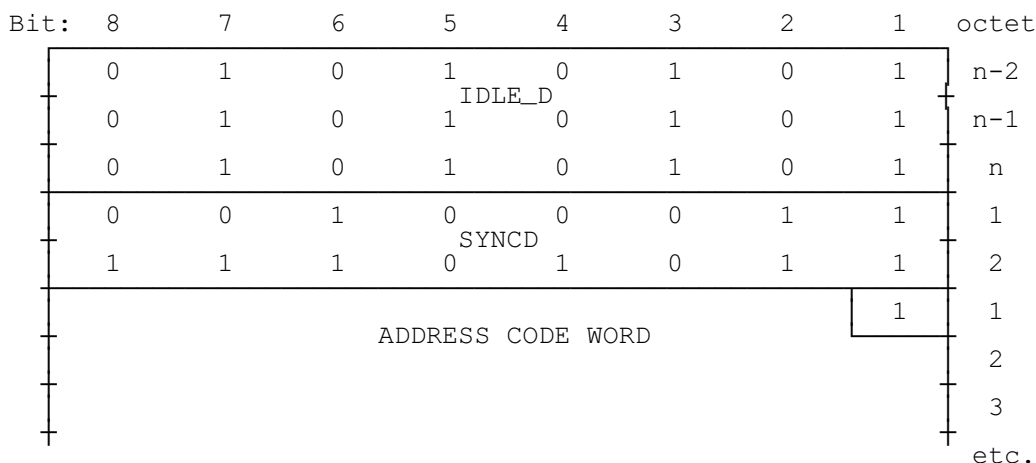 Bit: 8 7 6 5 4 3 2 1 octet
0 1 0 1 0 1 0 1 n-2
IDLE_D
0 1 0 1 0 1 0 1 n-1
0 1 0 1 0 1 0 1 n
0 0 1 0 0 0 1 1 1
SYNCD
1 1 1 0 1 0 1 1 2
1 1
ADDRESS CODE WORD
2
3
etc.